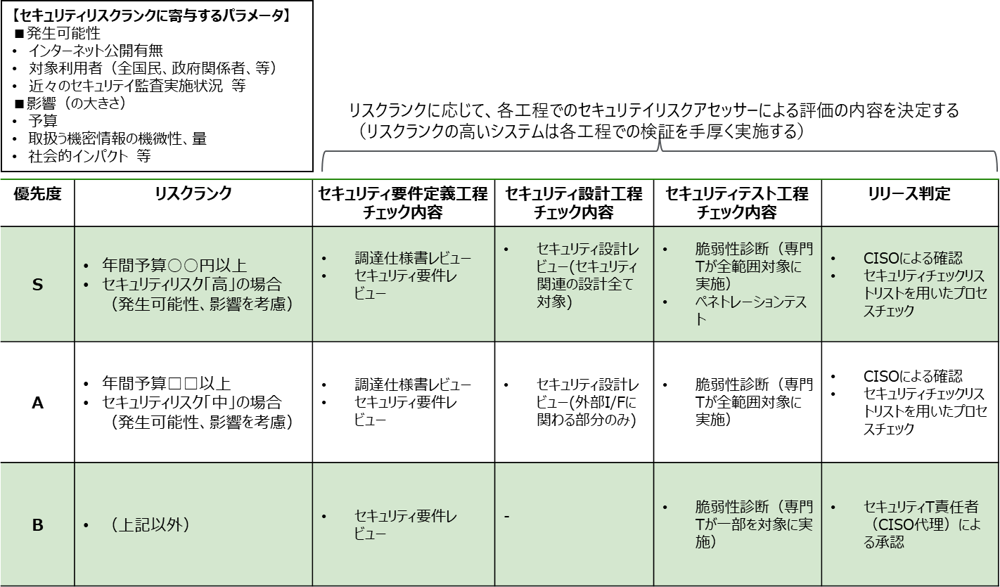 【セキュリティリスクランクに寄与するパラメータ】
■発生可能性
• インターネット公開有無
• 対象利用者（全国民、政府関係者、等）
• 近々のセキュリテイ監査実施状況 等
■影響（の大きさ）
• 予算
• 取扱う機密情報の機微性、量
• 社会的インパクト 等
リスクランクに応じて、各工程でのセキュリテイリスクアセッサーによる評価の内容を決定する
（リスクランクの高いシステムは各工程での検証を手厚く実施する）
優先度
リスクランク
セキュリティ要件定義工程
チェック内容
セキュリティ設計工程
チェック内容
セキュリティテスト工程
チェック内容
リリース判定
S
• 年間予算○○円以上
• セキュリティリスク「高」の場合
（発生可能性、影響を考慮）
• 調達仕様書レビュー
• セキュリティ要件レ
ビュー
• セキュリティ設計レ
ビュー(セキュリティ
関連の設計全て
対象)
• 脆弱性診断（専門
Tが全範囲対象に
実施）
• ペネトレーションテス
ト
• CISOによる確認
• セキュリティチェックリス
トリストを用いたプロセ
スチェック
A
• 年間予算□□以上
• セキュリティリスク「中」の場合
（発生可能性、影響を考慮）
• 調達仕様書レビュー
• セキュリティ要件レ
ビュー
• セキュリティ設計レ
ビュー(外部I/Fに
関わる部分のみ)
• 脆弱性診断（専門
Tが全範囲対象に
実施）
• CISOによる確認
• セキュリティチェックリス
トリストを用いたプロセ
スチェック
B
• （上記以外）
• セキュリティ要件レ
ビュー
-
• 脆弱性診断（専門
Tが一部を対象に実
施）
• セキュリティT責任者
（CISO代理）によ
る承認